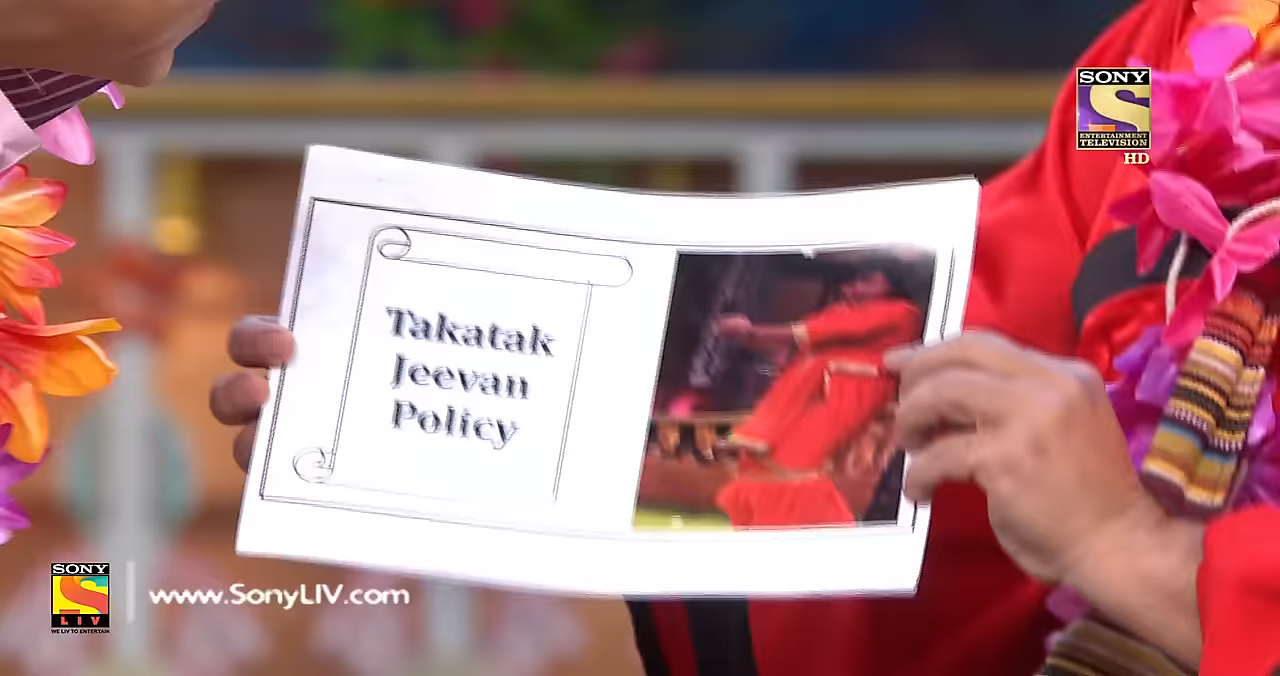 SONY
ENTERTAINMENT
TELEVISION
HD
Takatak
Jeevan
Policy
SONY
LIV
WE LIV TO ENTERTAIN
www.SonyLIV.com